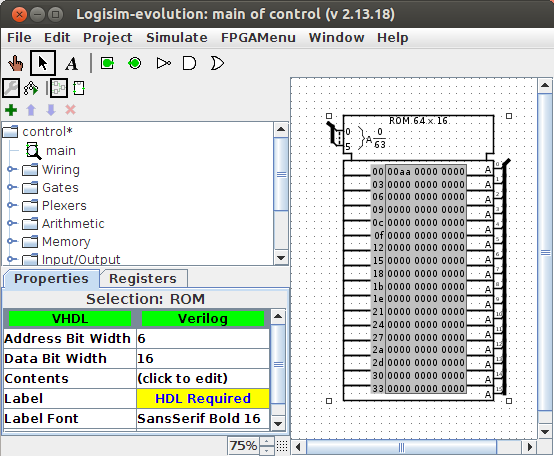 Logisim-evolution: main of control (v 2.13.18)
File Edit Project Simulate FPGAMenu Window Help
A
control*
main
Wiring
Gates
Plexers
Arithmetic
Memory
Input/Output
Properties Registers
Selection: ROM
VHDL Verilog
Address Bit Width 6
Data Bit Width 16
Contents (click to edit)
Label HDL Required
Label Font SansSerif Bold 16
75%
ROM 64 x 16
0 0
A
5 63
00 00aa 0000 0000 A
03 0000 0000 0000 A
06 0000 0000 0000 A
09 0000 0000 0000 A
0c 0000 0000 0000 A
0f 0000 0000 0000 A
12 0000 0000 0000 A
15 0000 0000 0000 A
18 0000 0000 0000 A
1b 0000 0000 0000 A
1e 0000 0000 0000 A
21 0000 0000 0000 A
24 0000 0000 0000 A
27 0000 0000 0000 A
2a 0000 0000 0000 A
2d 0000 0000 0000 A
30 0000 0000 0000
33 0000 0000 0000 A